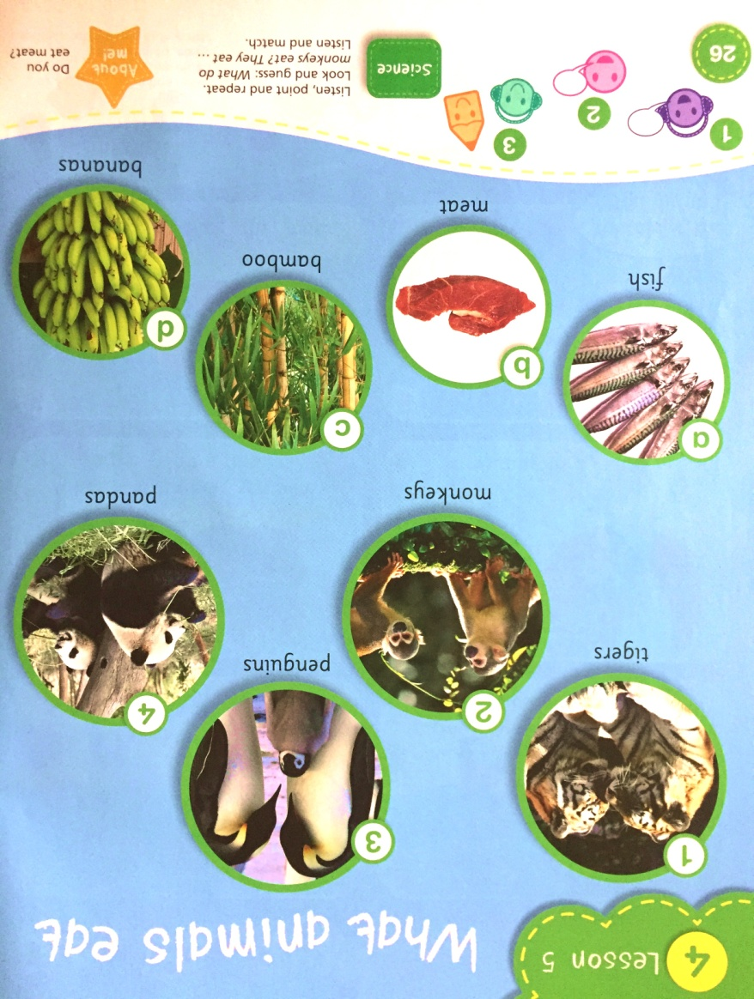 4 Lesson 5
What animals eat
1
tigers
2
monkeys
3
penguins
4
pandas
a
fish
b
meat
c
bamboo
d
bananas
1
2
3
Science
Listen, point and repeat.
Look and guess: What do
monkeys eat? They eat ...
Listen and match.
About
me!
Do you
eat meat?
26